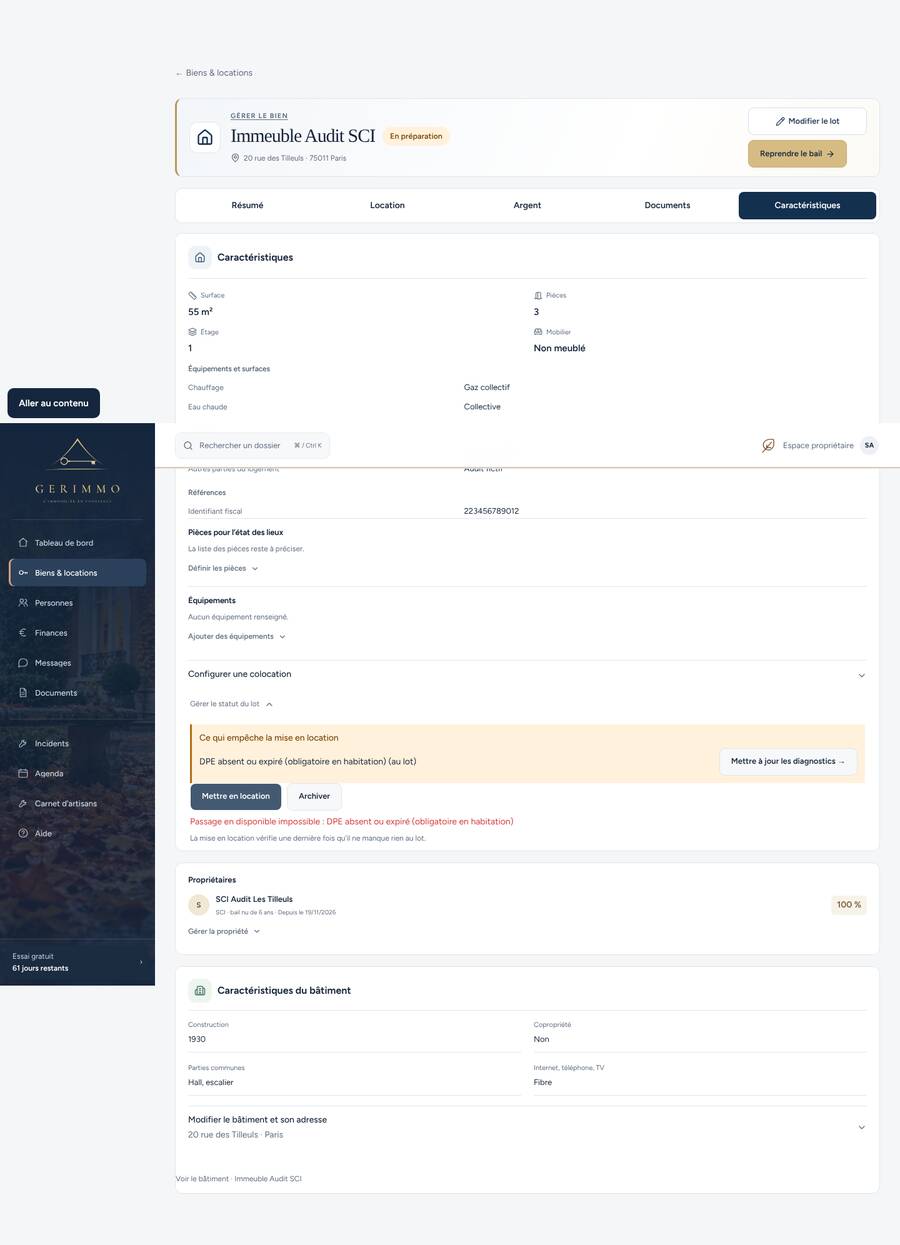 ← Biens & locations
GÉRER LE BIEN
Immeuble Audit SCI
En préparation
20 rue des Tilleuls · 75011 Paris
Modifier le lot
Reprendre le bail →
Résumé
Location
Argent
Documents
Caractéristiques
Caractéristiques
Surface
55 m²
Pièces
3
Étage
1
Mobilier
Non meublé
Équipements et surfaces
Chauffage
Gaz collectif
Eau chaude
Collective
Aller au contenu
Rechercher un dossier
⌘ / Ctrl K
Espace propriétaire
SA
GERIMMO
Tableau de bord
Biens & locations
Personnes
Finances
Messages
Documents
Incidents
Agenda
Carnet d'artisans
Aide
Essai gratuit
61 jours restants
Autres parties du logement
Audit fictif
Références
Identifiant fiscal
223456789012
Pièces pour l'état des lieux
La liste des pièces reste à préciser.
Définir les pièces
Équipements
Aucun équipement renseigné.
Ajouter des équipements
Configurer une colocation
Gérer le statut du lot
Ce qui empêche la mise en location
DPE absent ou expiré (obligatoire en habitation) (au lot)
Mettre à jour les diagnostics →
Mettre en location
Archiver
Passage en disponible impossible : DPE absent ou expiré (obligatoire en habitation)
La mise en location vérifie une dernière fois qu'il ne manque rien au lot.
Propriétaires
S
SCI Audit Les Tilleuls
SCI · bail nu de 6 ans · Depuis le 19/11/2026
100 %
Gérer la propriété
Caractéristiques du bâtiment
Construction
1930
Copropriété
Non
Parties communes
Hall, escalier
Internet, téléphone, TV
Fibre
Modifier le bâtiment et son adresse
20 rue des Tilleuls · Paris
Voir le bâtiment · Immeuble Audit SCI